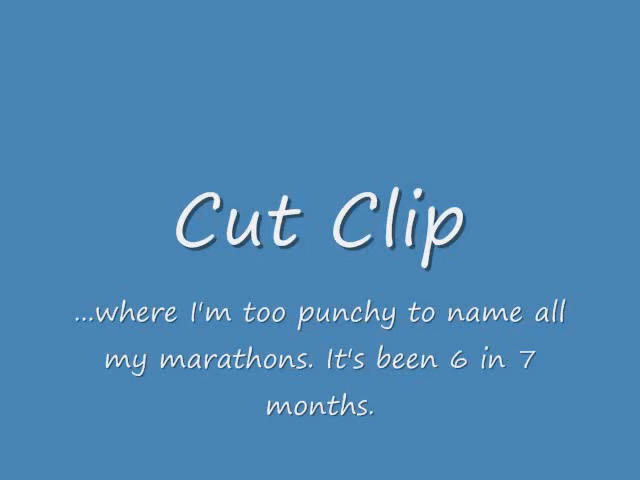 Cut Clip
...where I'm too punchy to name all
my marathons. It's been 6 in 7
months.